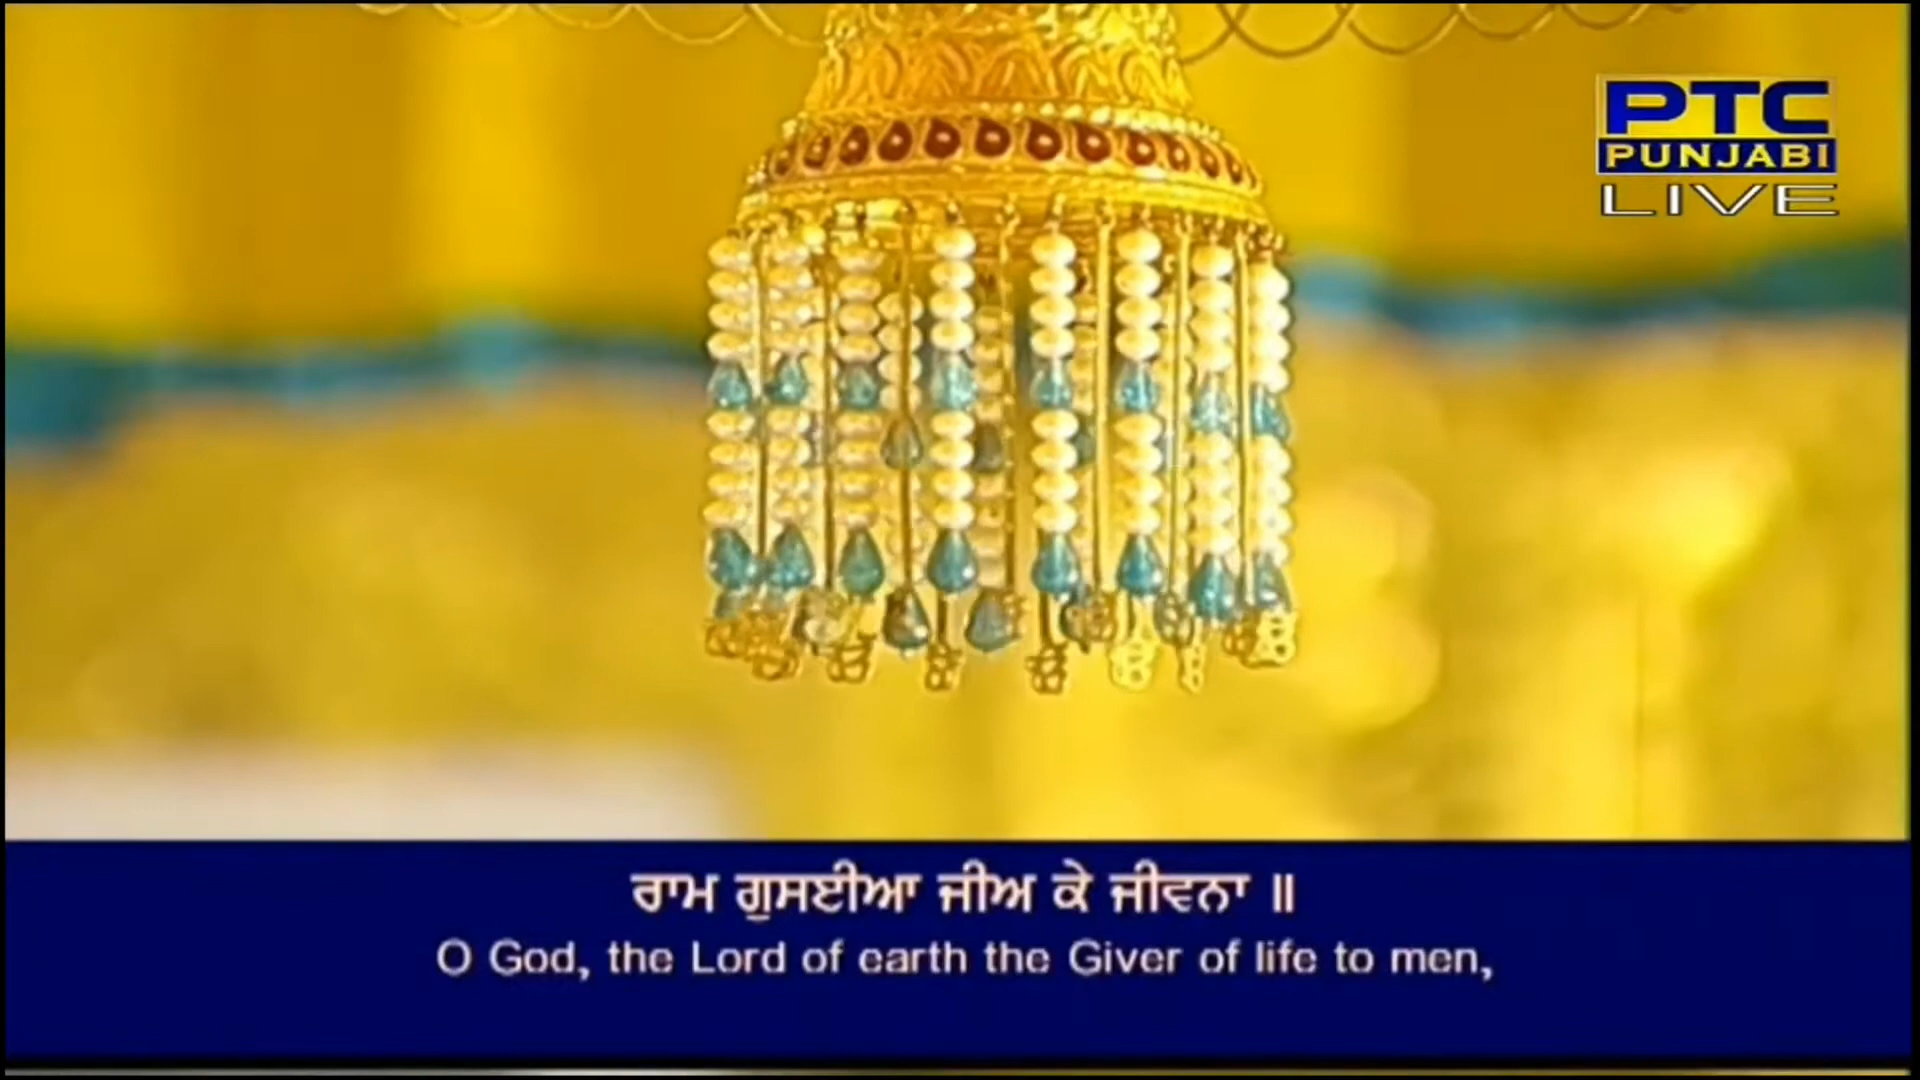 PTC
PUNJABI
LIVE
ਰਾਮ ਗੁਸਈਆ ਜੀਅ ਕੇ ਜੀਵਨਾ ॥
O God, the Lord of earth the Giver of life to men,